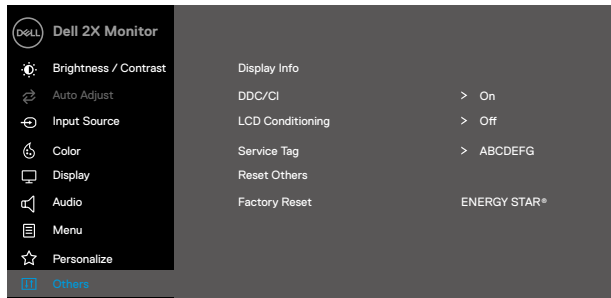 DELL Dell 2X Monitor
Brightness / Contrast Display Info
Auto Adjust DDC/CI > On
Input Source LCD Conditioning > Off
Color Service Tag > ABCDEFG
Display Reset Others
Audio Factory Reset ENERGY STAR®
Menu
Personalize
Others